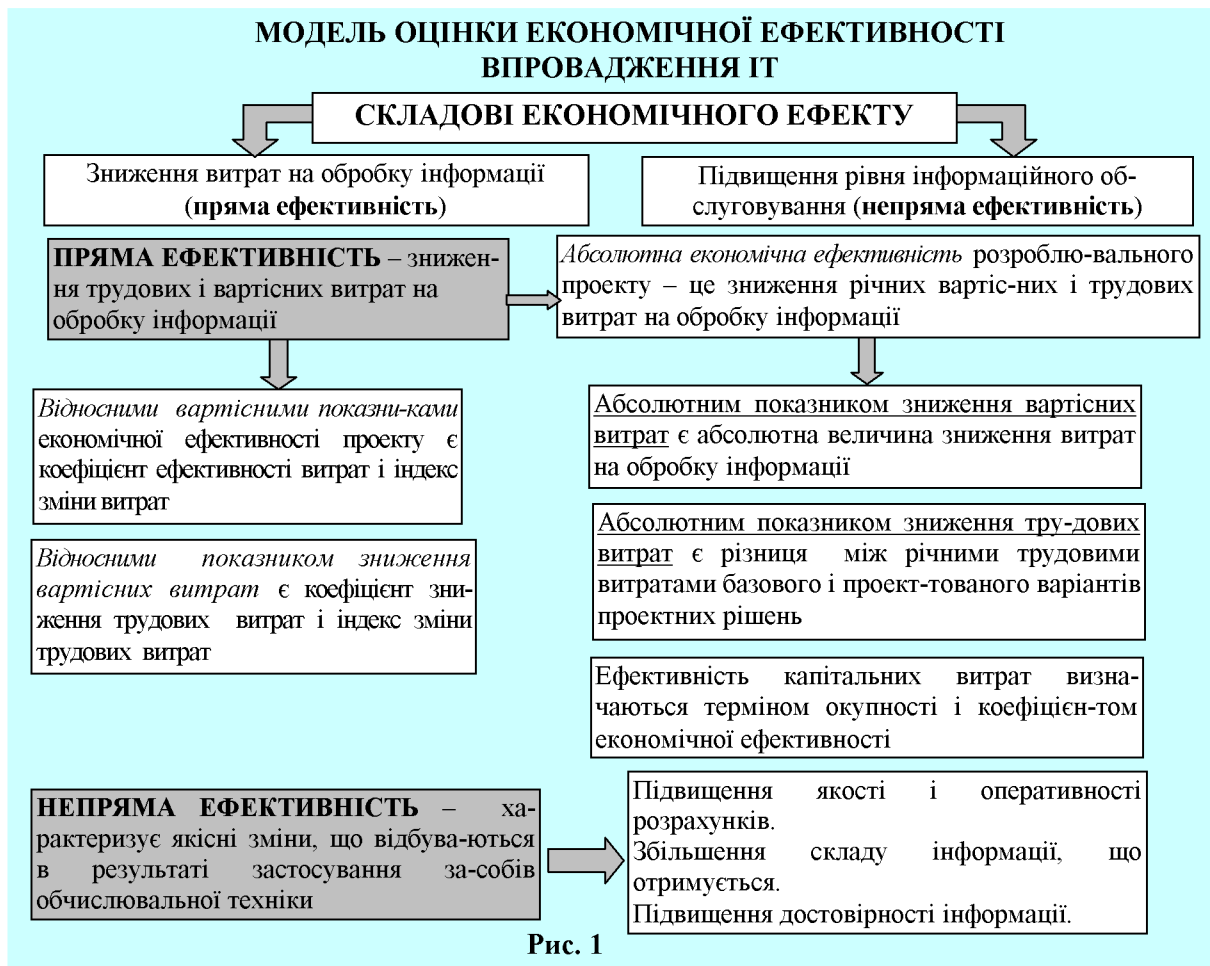 МОДЕЛЬ ОЦІНКИ ЕКОНОМІЧНОЇ ЕФЕКТИВНОСТІ
ВПРОВАДЖЕННЯ ІТ
СКЛАДОВІ ЕКОНОМІЧНОГО ЕФЕКТУ
Зниження витрат на обробку інформації
(пряма ефективність)
Підвищення рівня інформаційного об-
слуговування (непряма ефективність)
ПРЯМА ЕФЕКТИВНІСТЬ – знижен-
ня трудових і вартісних витрат на
обробку інформації
Абсолютна економічна ефективність розроблю-вального
проекту – це зниження річних вартіс-них і трудових
витрат на обробку інформації
Відносними вартісними показни-ками
економічної ефективності проекту є
коефіцієнт ефективності витрат і індекс
зміни витрат
Відносними показником зниження
вартісних витрат є коефіцієнт зни-
ження трудових витрат і індекс зміни
трудових витрат
Абсолютним показником зниження вартісних
витрат є абсолютна величина зниження витрат
на обробку інформації
Абсолютним показником зниження тру-дових
витрат є різниця між річними трудовими
витратами базового і проект-тованого варіантів
проектних рішень
Ефективність капітальних витрат визна-
чаються терміном окупності і коефіцієн-том
економічної ефективності
НЕПРЯМА ЕФЕКТИВНІСТЬ – ха-
рактеризує якісні зміни, що відбува-ються
в результаті застосування за-собів
обчислювальної техніки
Підвищення якості і оперативності
розрахунків.
Збільшення складу інформації, що
отримується.
Підвищення достовірності інформації.
Рис. 1